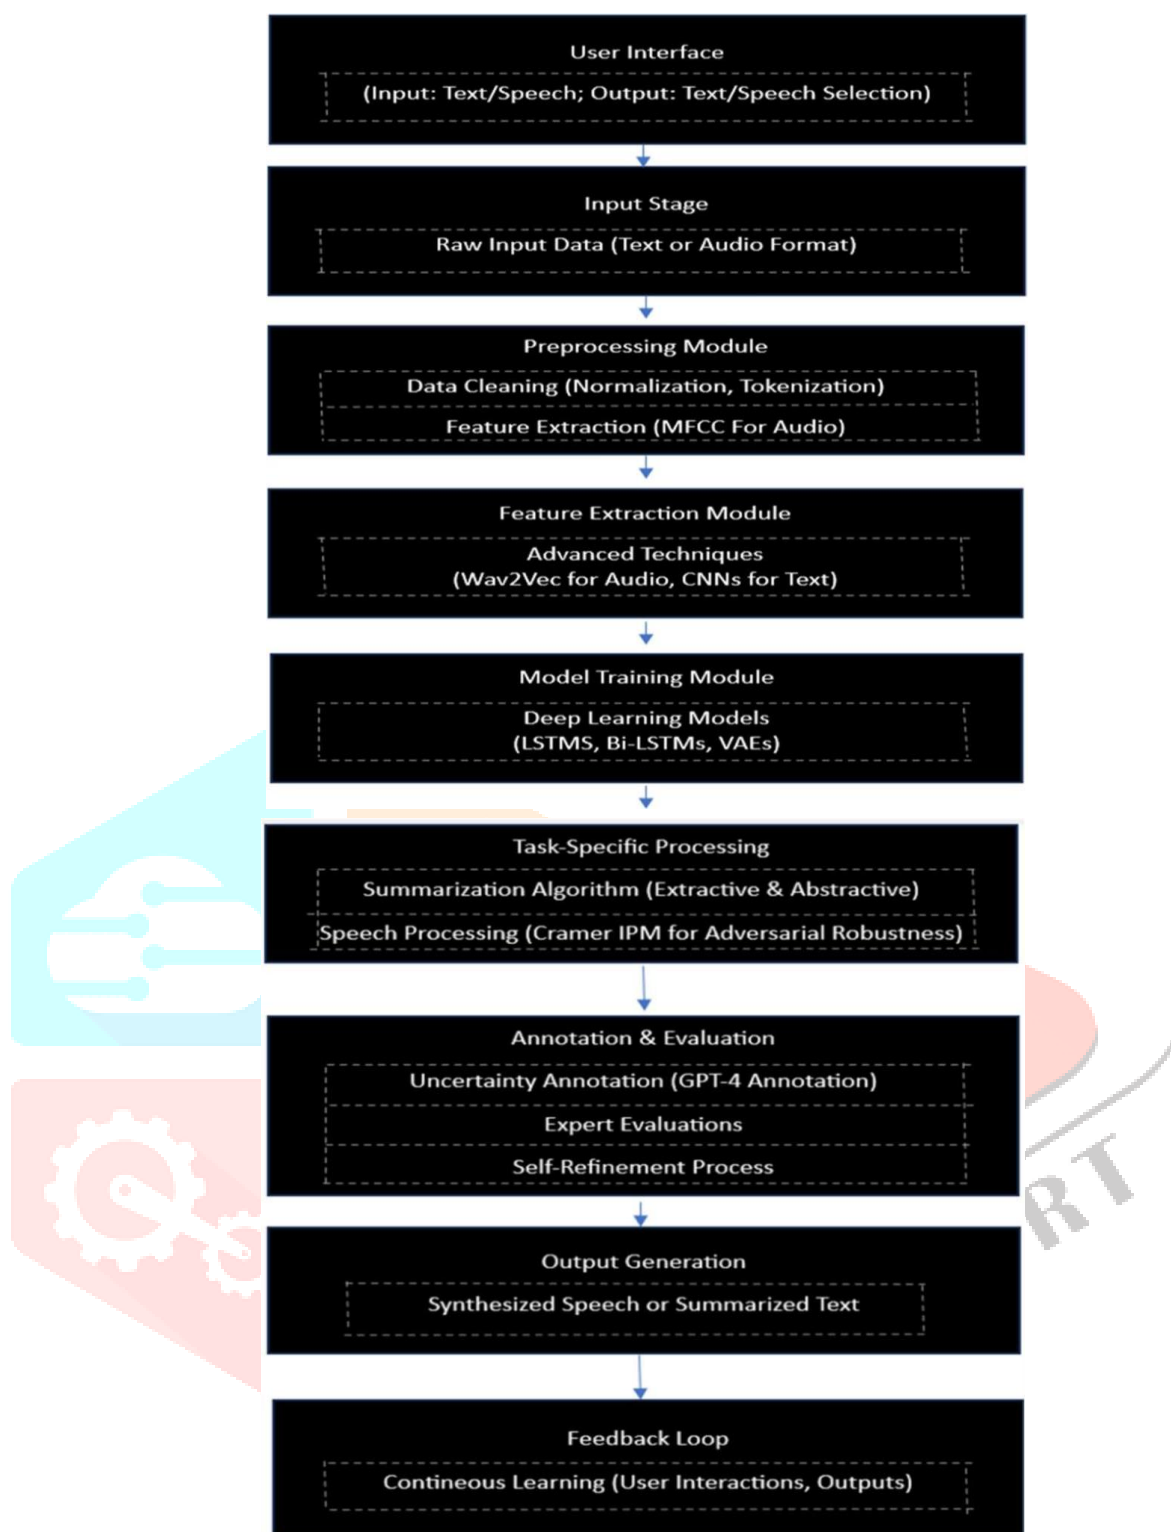 User Interface
(Input: Text/Speech; Output: Text/Speech Selection)
Input Stage
Raw Input Data (Text or Audio Format)
Preprocessing Module
Data Cleaning (Normalization, Tokenization)
Feature Extraction (MFCC For Audio)
Feature Extraction Module
Advanced Techniques
(Wav2Vec for Audio, CNNs for Text)
Model Training Module
Deep Learning Models
(LSTMS, Bi-LSTMs, VAEs)
Task-Specific Processing
Summarization Algorithm (Extractive & Abstractive)
Speech Processing (Cramer IPM for Adversarial Robustness)
Annotation & Evaluation
Uncertainty Annotation (GPT-4 Annotation)
Expert Evaluations
Self-Refinement Process
RT
Output Generation
Synthesized Speech or Summarized Text
Feedback Loop
Contineous Learning (User Interactions, Outputs)